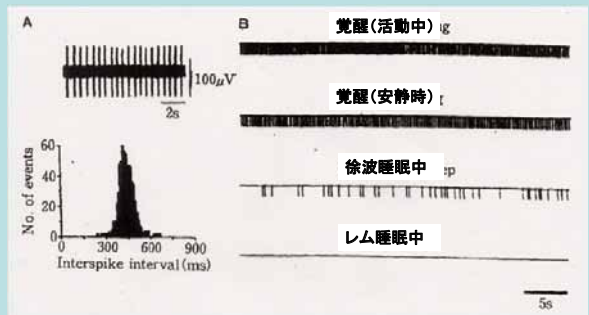 A
100μV
2s
No. of events
60
40
20
0
0
300
600
900
Interspike interval (ms)
B
覚醒（活動中） g
覚醒（安静時）
徐波睡眠中 ep
レム睡眠中
5s